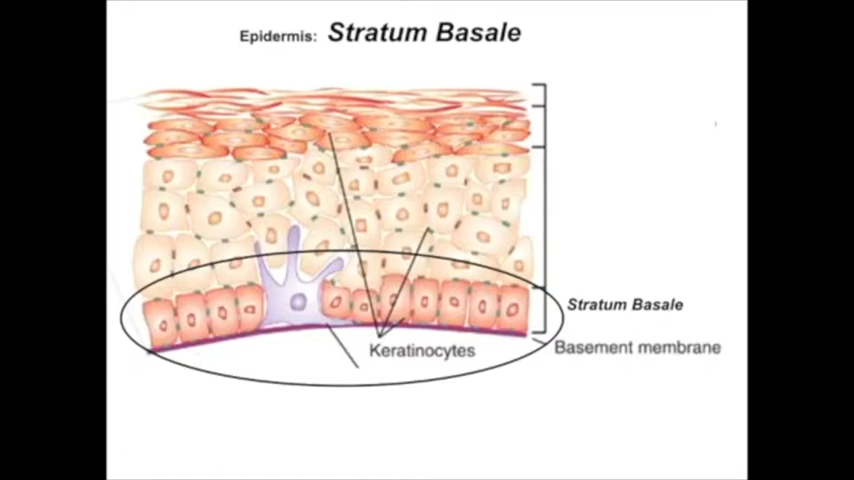 Epidermis: Stratum Basale
Stratum Basale
Keratinocytes
Basement membrane